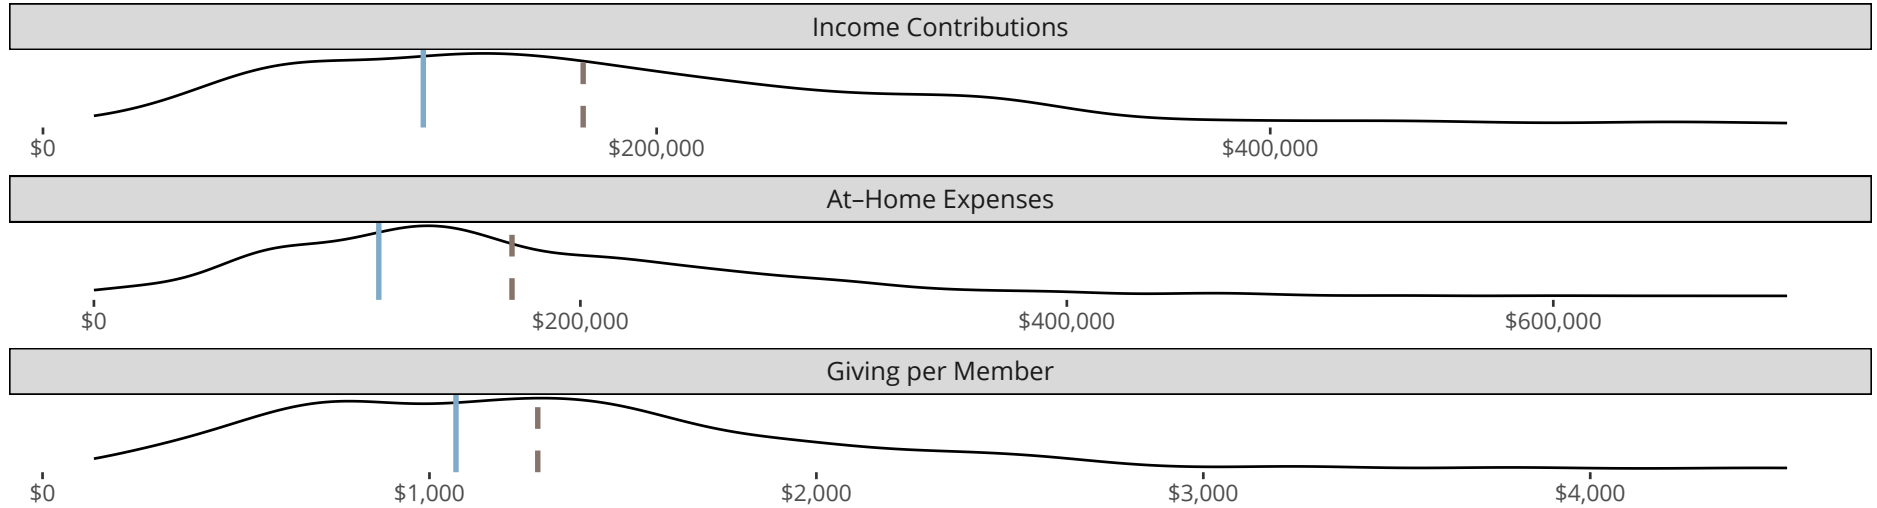 Income Contributions
$0 $200,000 $400,000
At–Home Expenses
$0 $200,000 $400,000 $600,000
Giving per Member
$0 $1,000 $2,000 $3,000 $4,000